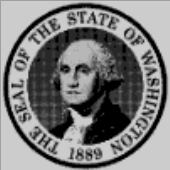 THE SEAL OF THE STATE OF WASHINGTON
1889